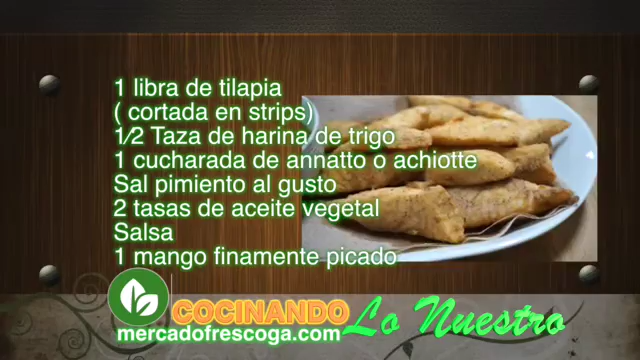 1 libra de tilapia
( cortada en strips)
1⁄2 Taza de harina de trigo
1 cucharada de annatto o achiotte
Sal pimiento al gusto
2 tasas de aceite vegetal
Salsa
1 mango finamente picado
COCINANDO Lo Nuestro
mercadofrescoga.com